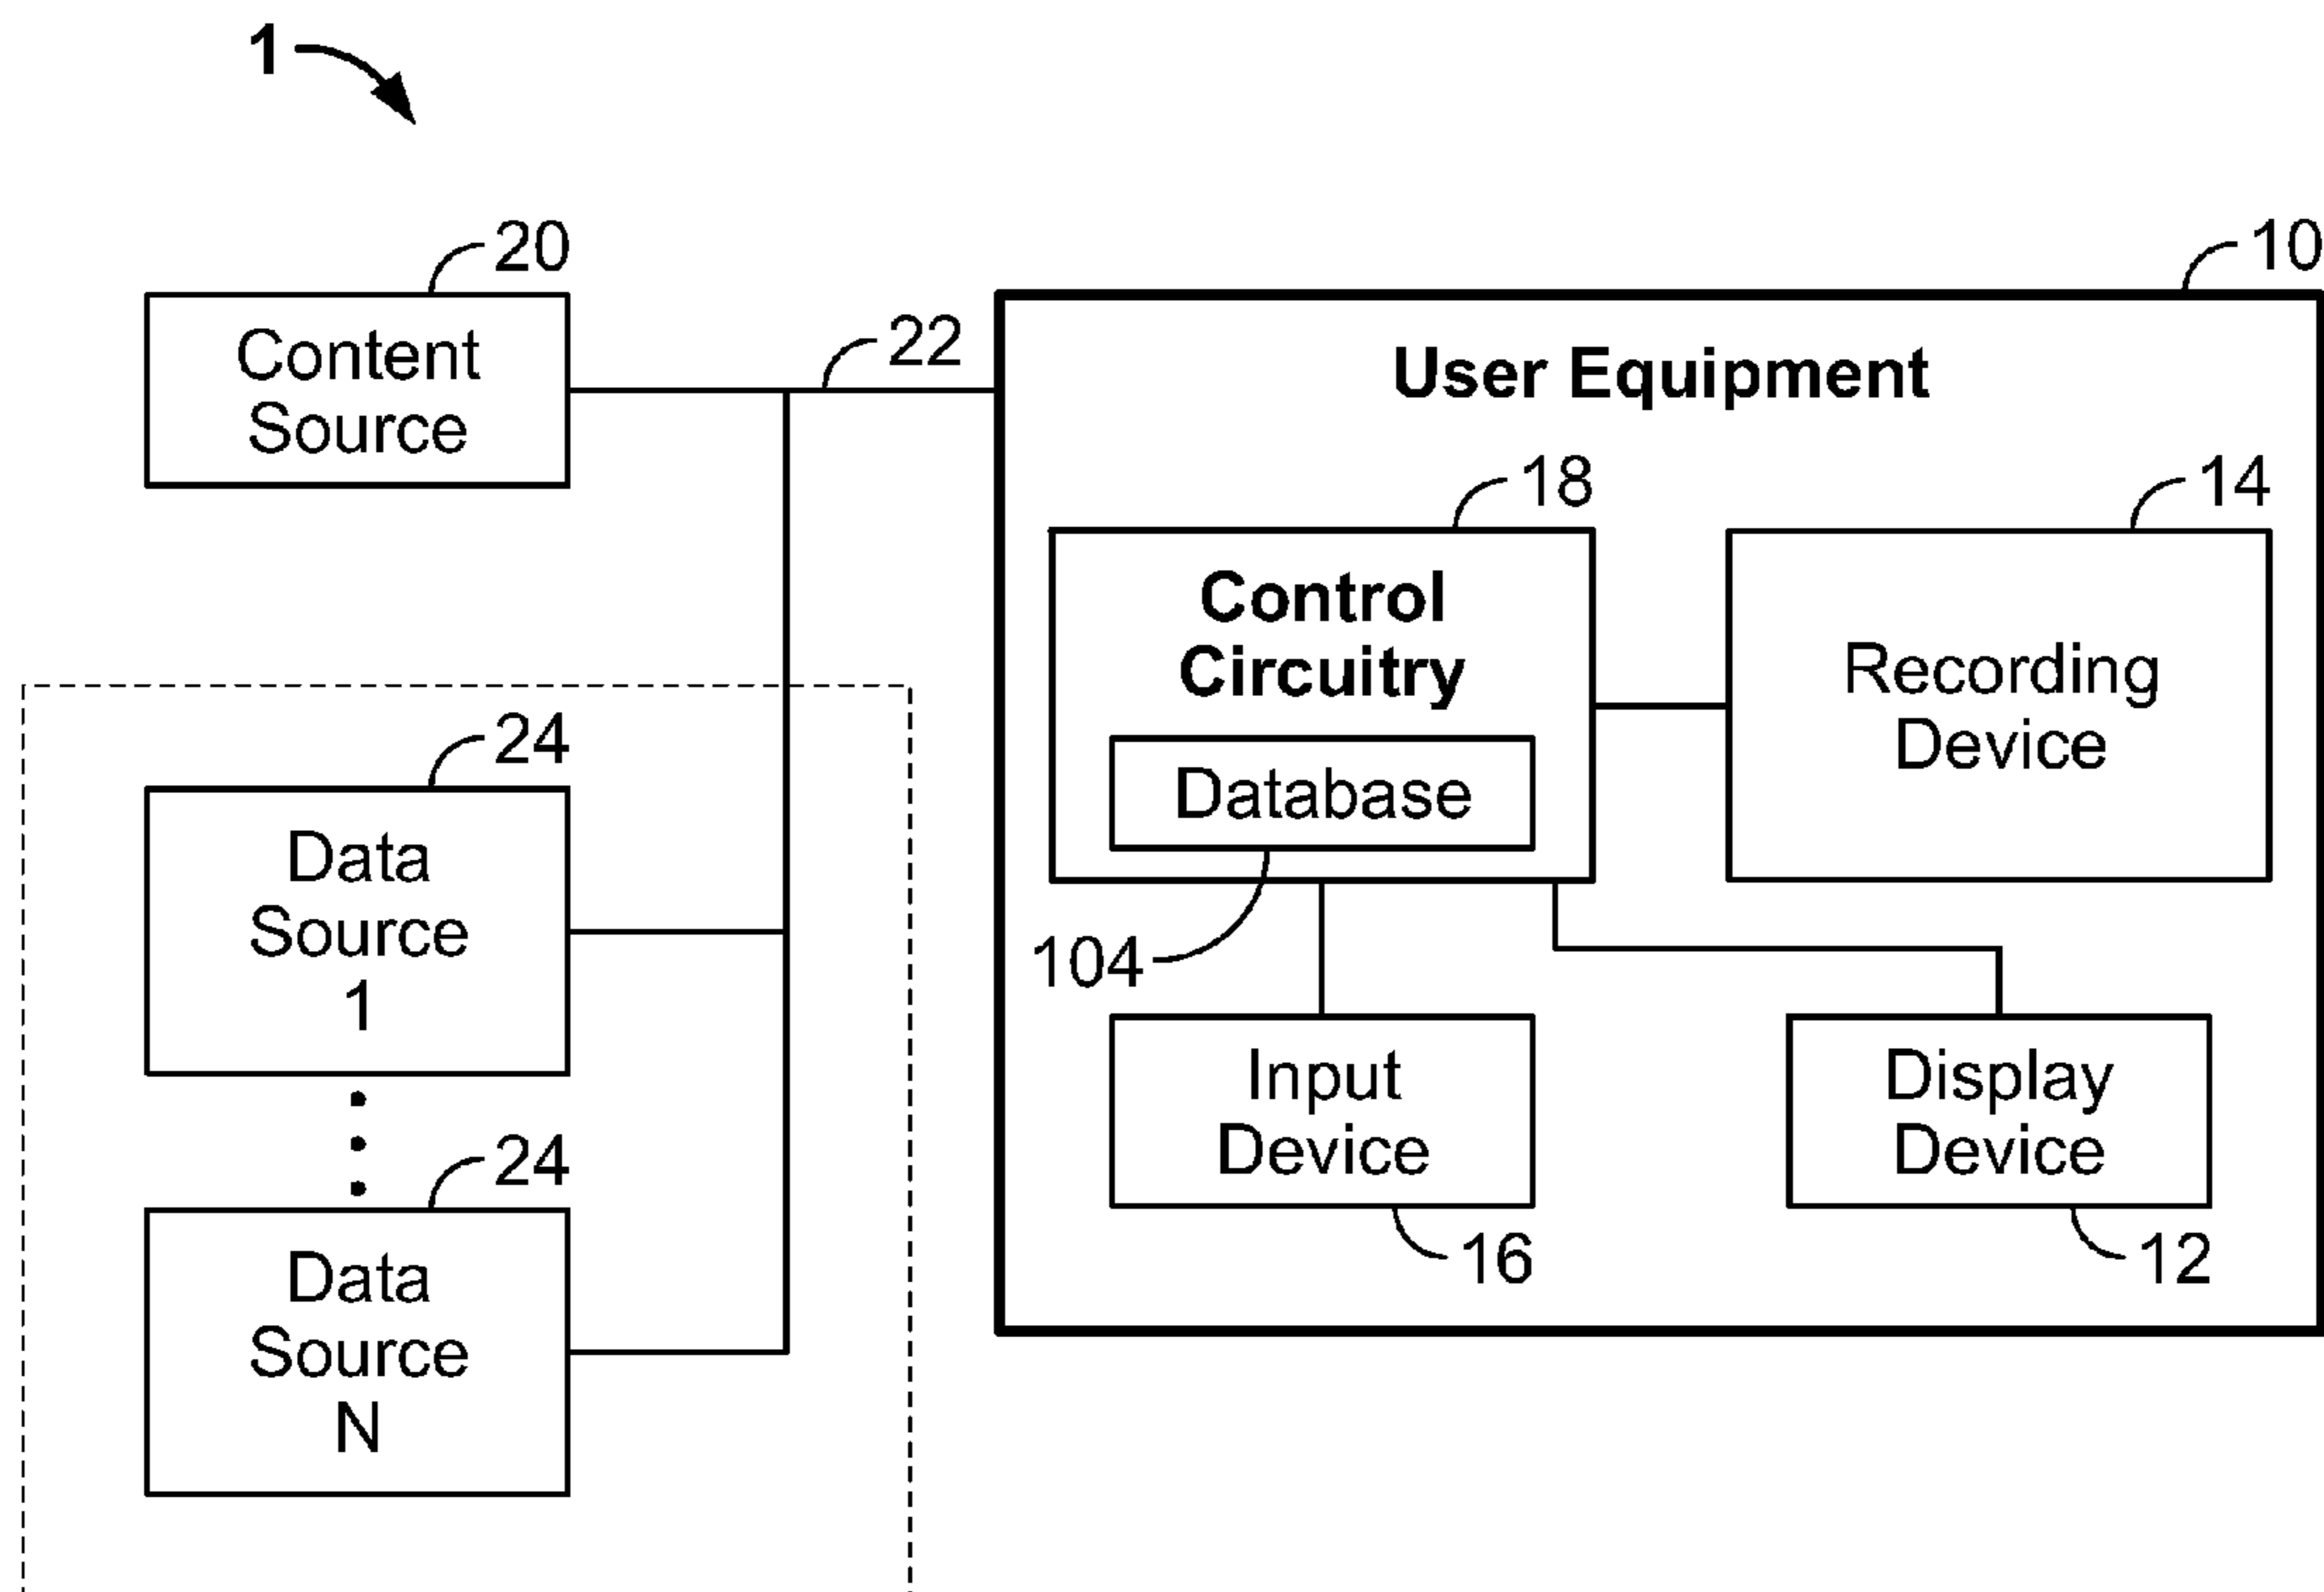 1
20
Content
Source
22
10
User Equipment
18
Control
Circuitry
Database
104
14
Recording
Device
Input
Device
16
Display
Device
12
24
Data
Source
1
24
Data
Source
N